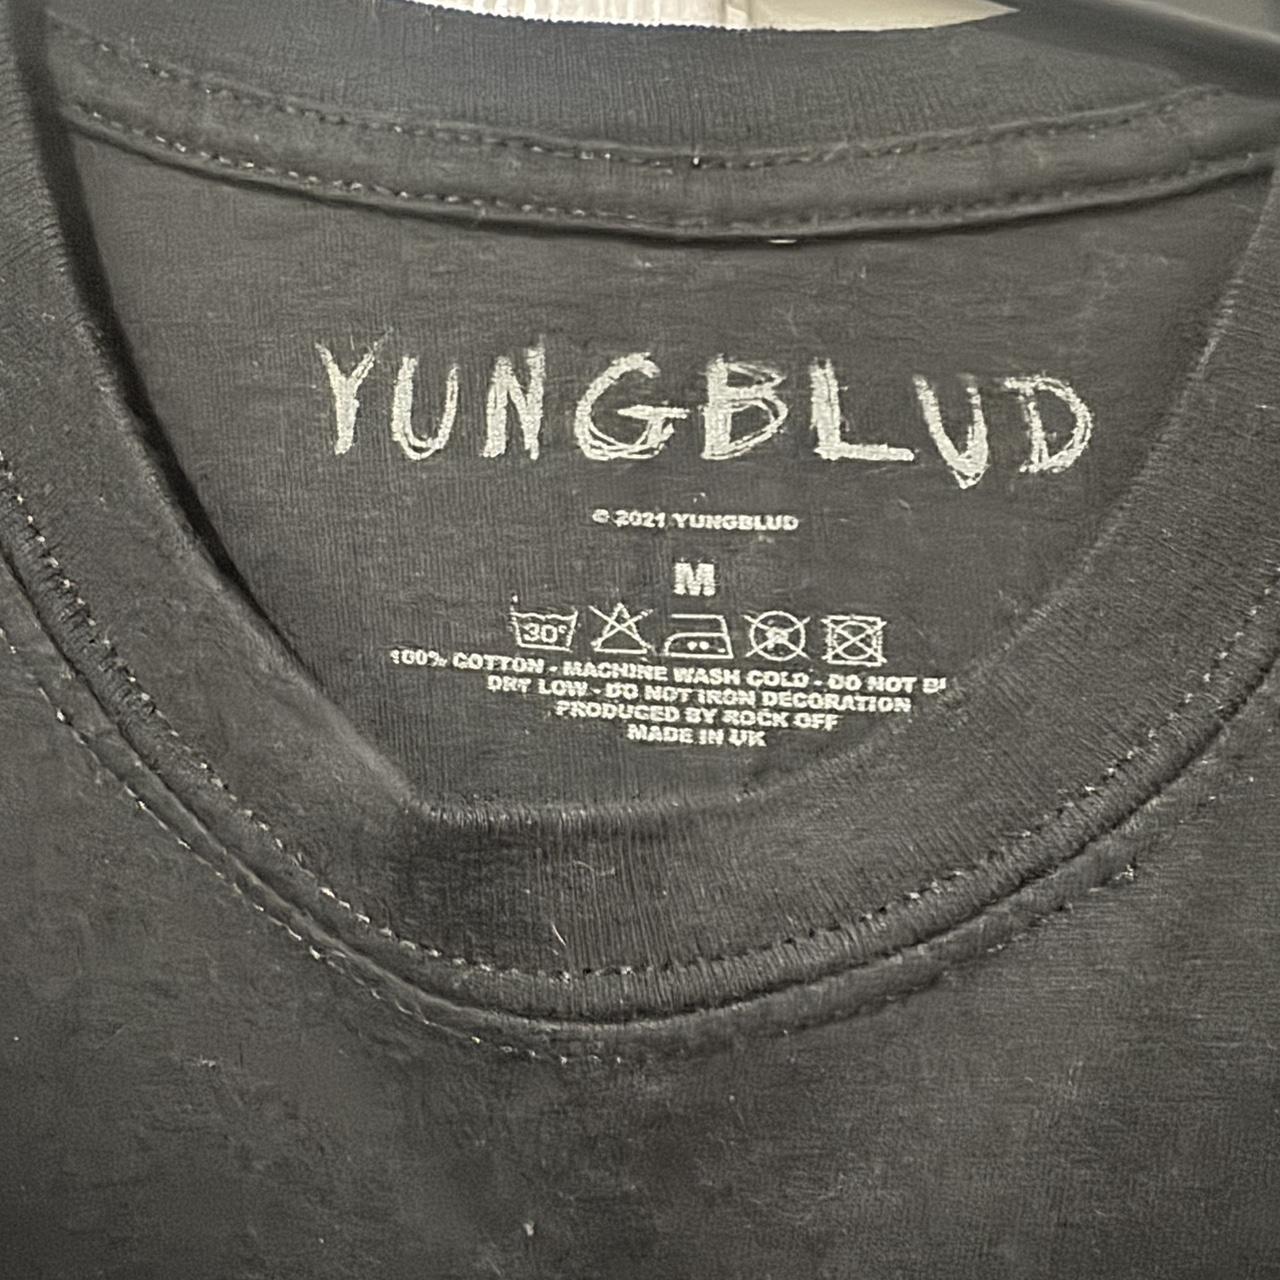 YUNGBLUD
© 2021 YUNGBLUD
M
30°
100% COTTON - MACHINE WASH COLD - DO NOT
DRY LOW - DO NOT IRON DECORATION
PRODUCED BY ROCK OFF
MADE IN UK